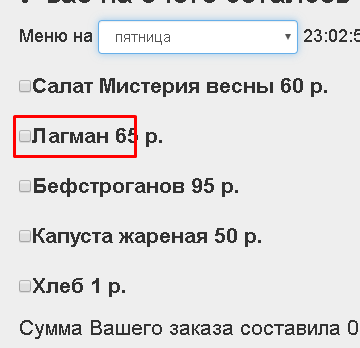 Меню на пятница 23:02:5
Салат Мистерия весны 60 р.
Лагман 65 р.
Бефстроганов 95 р.
Капуста жареная 50 р.
Хлеб 1 р.
Сумма Вашего заказа составила 0